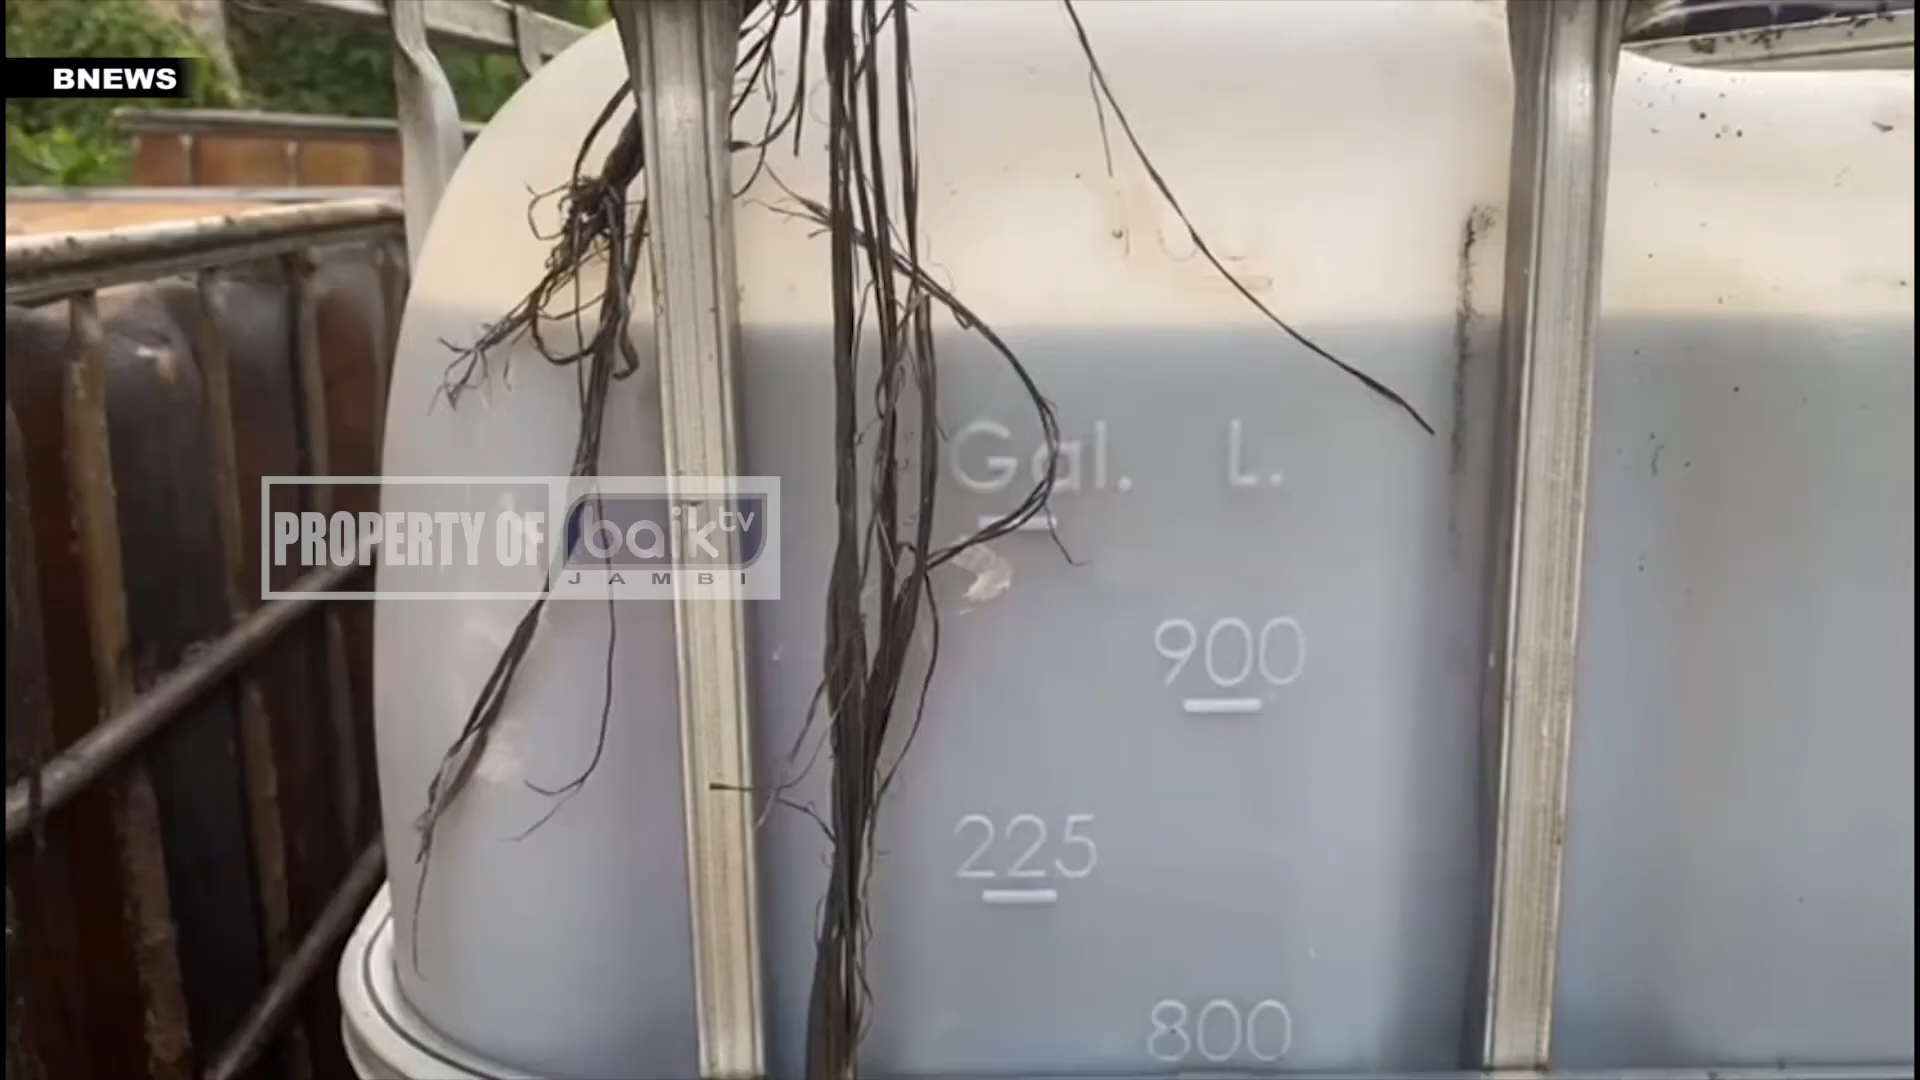 BNEWS
Gal. L.
PROPERTY OF baik tv
JAMBI
900
225
800